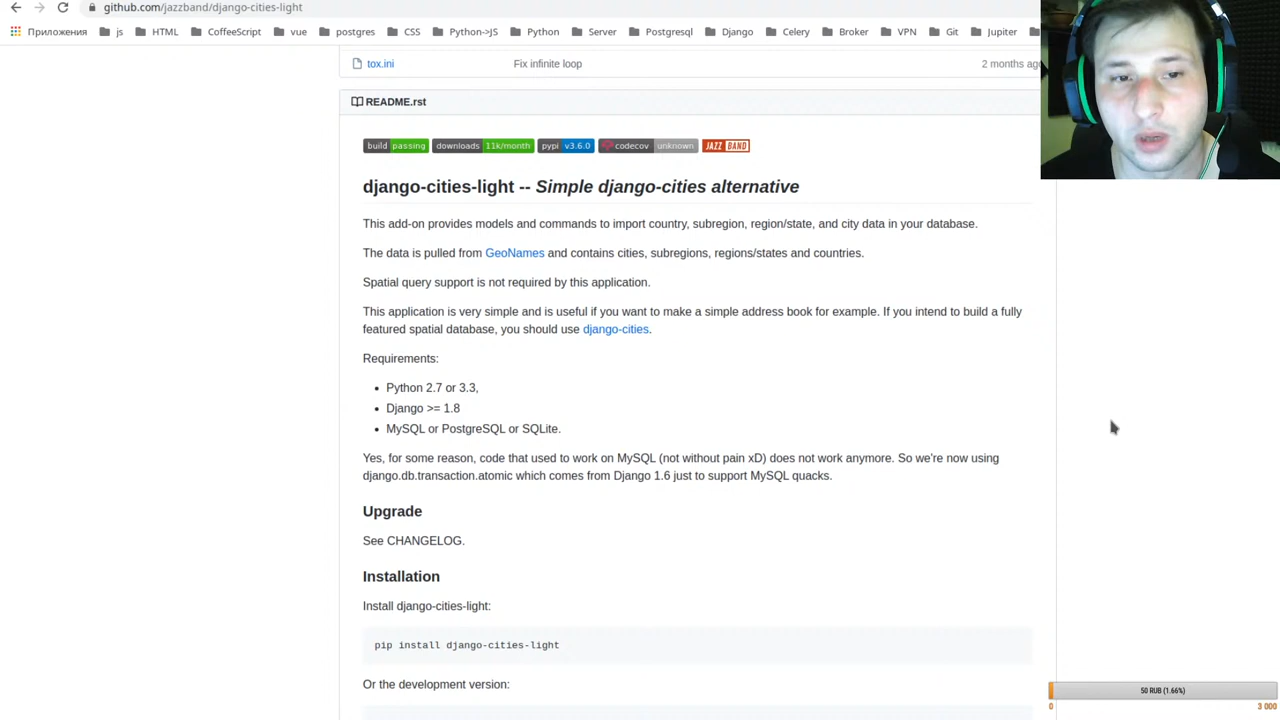 github.com/jazzband/django-cities-light
Приложения js HTML CoffeeScript vue postgres CSS Python->JS Python Server Postgresql Django Celery Broker VPN Git Jupiter
tox.ini Fix infinite loop 2 months ago
README.rst
build passing downloads 11k/month pypi v3.6.0 codecov unknown JAZZ BAND
django-cities-light -- Simple django-cities alternative
This add-on provides models and commands to import country, subregion, region/state, and city data in your database.
The data is pulled from GeoNames and contains cities, subregions, regions/states and countries.
Spatial query support is not required by this application.
This application is very simple and is useful if you want to make a simple address book for example. If you intend to build a fully
featured spatial database, you should use django-cities.
Requirements:
• Python 2.7 or 3.3,
• Django >= 1.8
• MySQL or PostgreSQL or SQLite.
Yes, for some reason, code that used to work on MySQL (not without pain xD) does not work anymore. So we're now using
django.db.transaction.atomic which comes from Django 1.6 just to support MySQL quacks.
Upgrade
See CHANGELOG.
Installation
Install django-cities-light:
pip install django-cities-light
Or the development version:
50 RUB (1.66%)
0 3 000